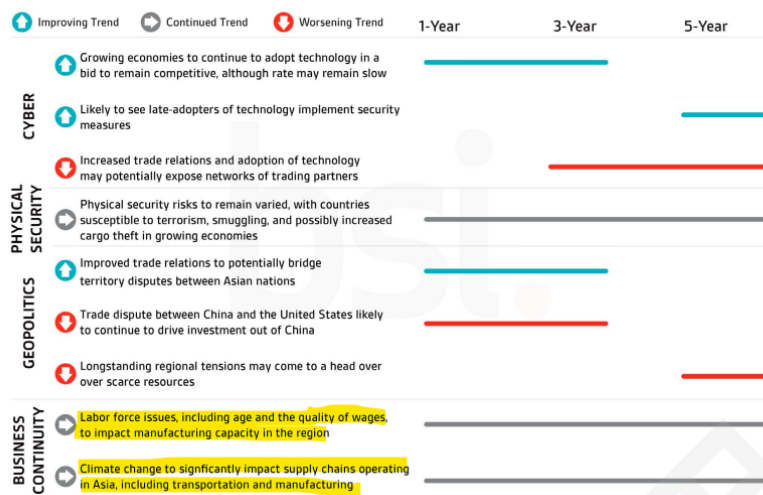 Improving Trend Continued Trend Worsening Trend 1-Year 3-Year 5-Year
CYBER
Growing economies to continue to adopt technology in a
bid to remain competitive, although rate may remain slow
Likely to see late-adopters of technology implement security
measures
Increased trade relations and adoption of technology
may potentially expose networks of trading partners
PHYSICAL
SECURITY
Physical security risks to remain varied, with countries
susceptible to terrorism, smuggling, and possibly increased
cargo theft in growing economies
GEOPOLITICS
Improved trade relations to potentially bridge
territory disputes between Asian nations
Trade dispute between China and the United States likely
to continue to drive investment out of China
Longstanding regional tensions may come to a head over
over scarce resources
BUSINESS
CONTINUITY
Labor force issues, including age and the quality of wages,
to impact manufacturing capacity in the region
Climate change to signficantly impact supply chains operating
in Asia, including transportation and manufacturing
bsi.